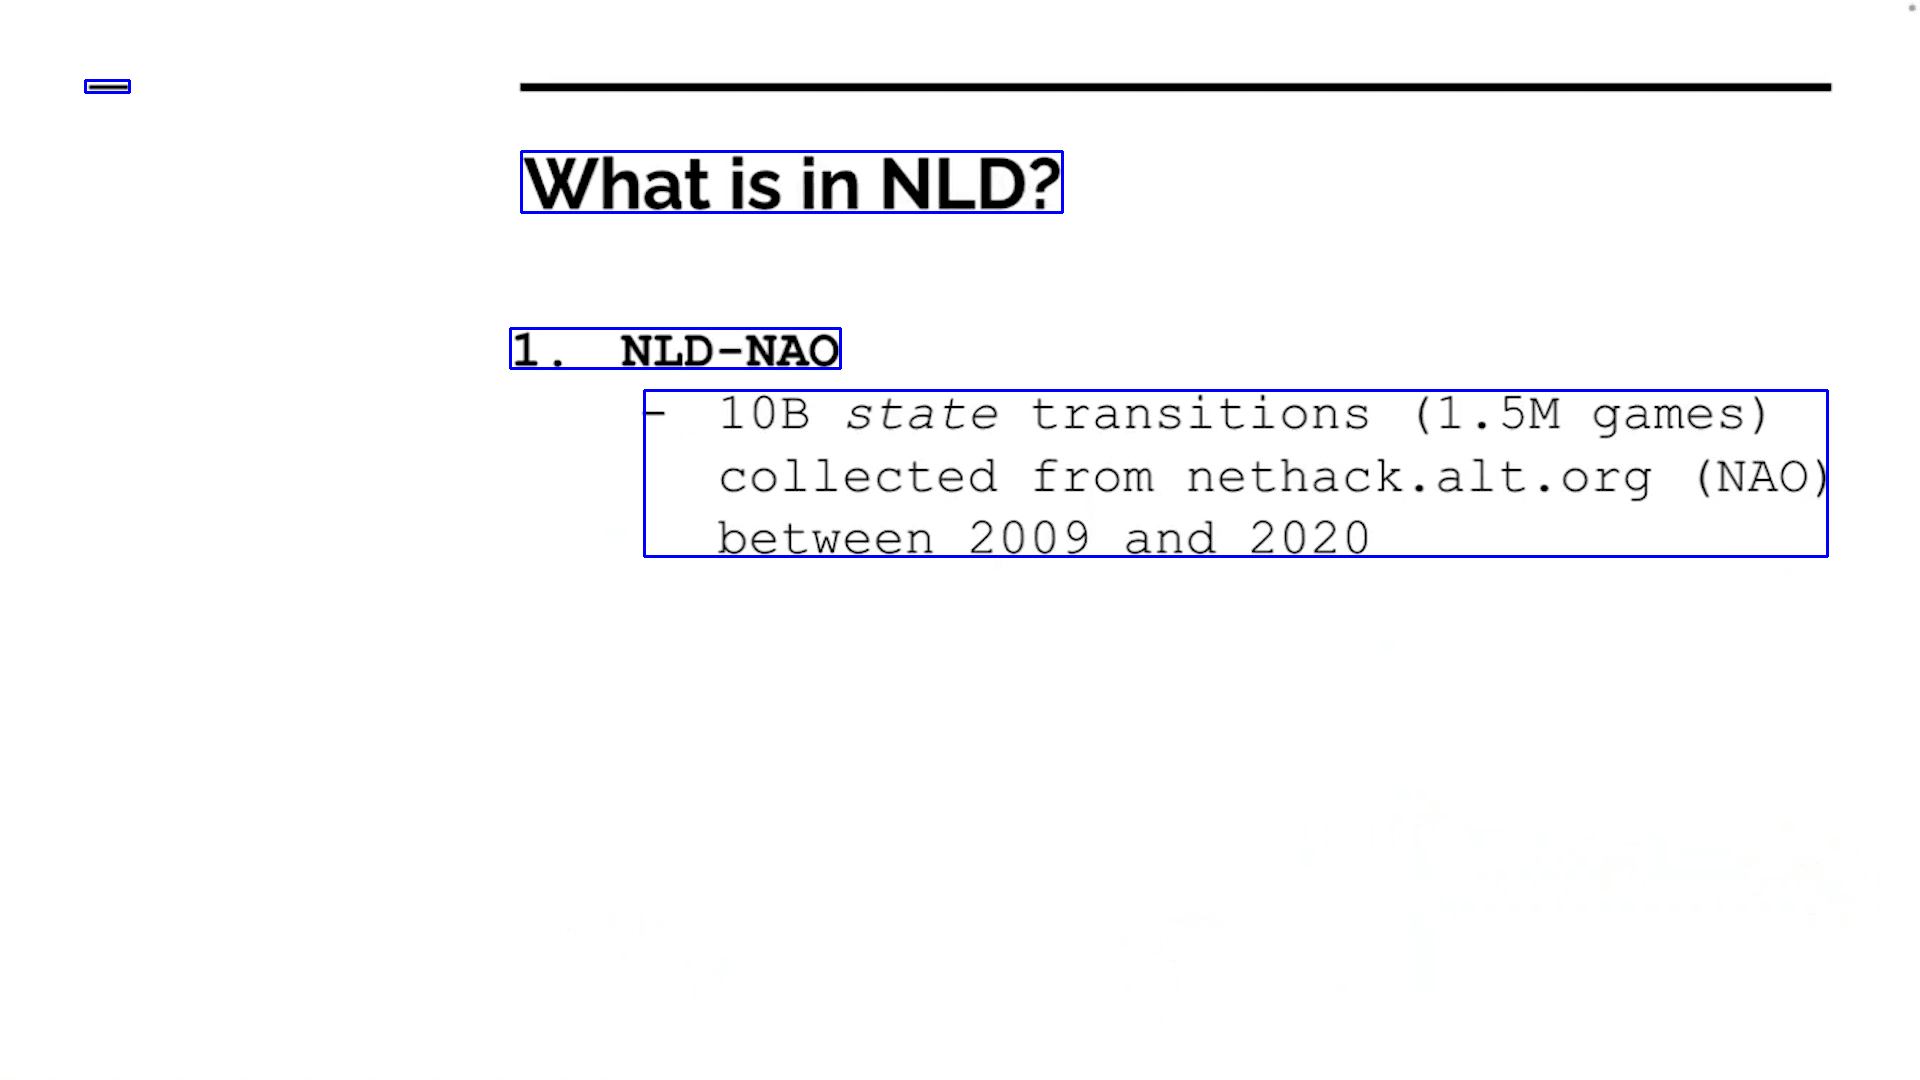 What is in NLD?
1. NLD-NAO
- 10B state transitions (1.5M games)
collected from nethack.alt.org (NAO)
between 2009 and 2020